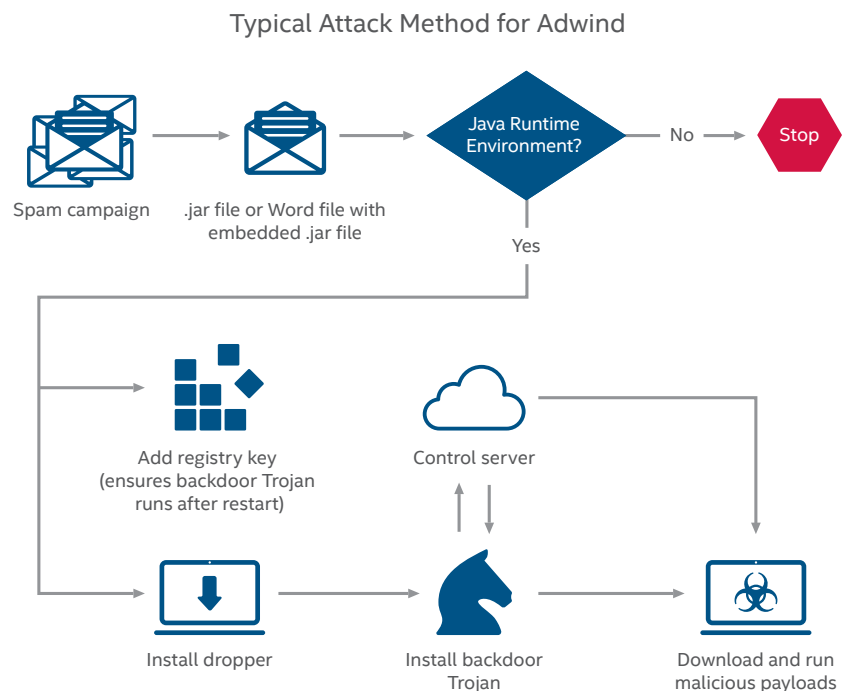 Typical Attack Method for Adwind
Java Runtime
Environment?
No
Stop
Spam campaign
.jar file or Word file with
embedded .jar file
Yes
Add registry key
(ensures backdoor Trojan
runs after restart)
Control server
Install dropper
Install backdoor
Trojan
Download and run
malicious payloads